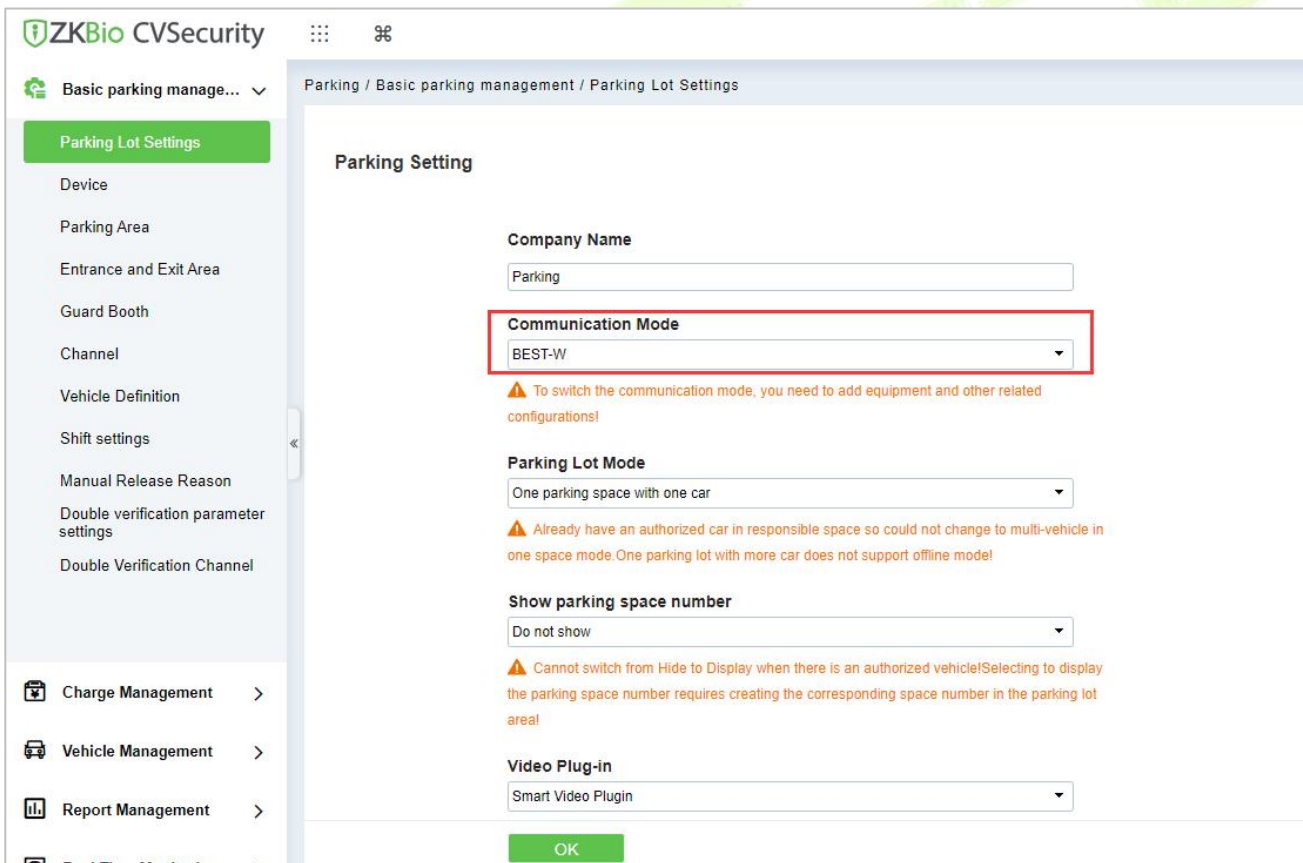 ZKBio CVSecurity
Basic parking manage...
Parking Lot Settings
Device
Parking Area
Entrance and Exit Area
Guard Booth
Channel
Vehicle Definition
Shift settings
Manual Release Reason
Double verification parameter
settings
Double Verification Channel
Charge Management
Vehicle Management
Report Management
Parking / Basic parking management / Parking Lot Settings
Parking Setting
Company Name
Parking
Communication Mode
BEST-W
To switch the communication mode, you need to add equipment and other related
configurations!
Parking Lot Mode
One parking space with one car
Already have an authorized car in responsible space so could not change to multi-vehicle in
one space mode.One parking lot with more car does not support offline mode!
Show parking space number
Do not show
Cannot switch from Hide to Display when there is an authorized vehicle!Selecting to display
the parking space number requires creating the corresponding space number in the parking lot
area!
Video Plug-in
Smart Video Plugin
OK